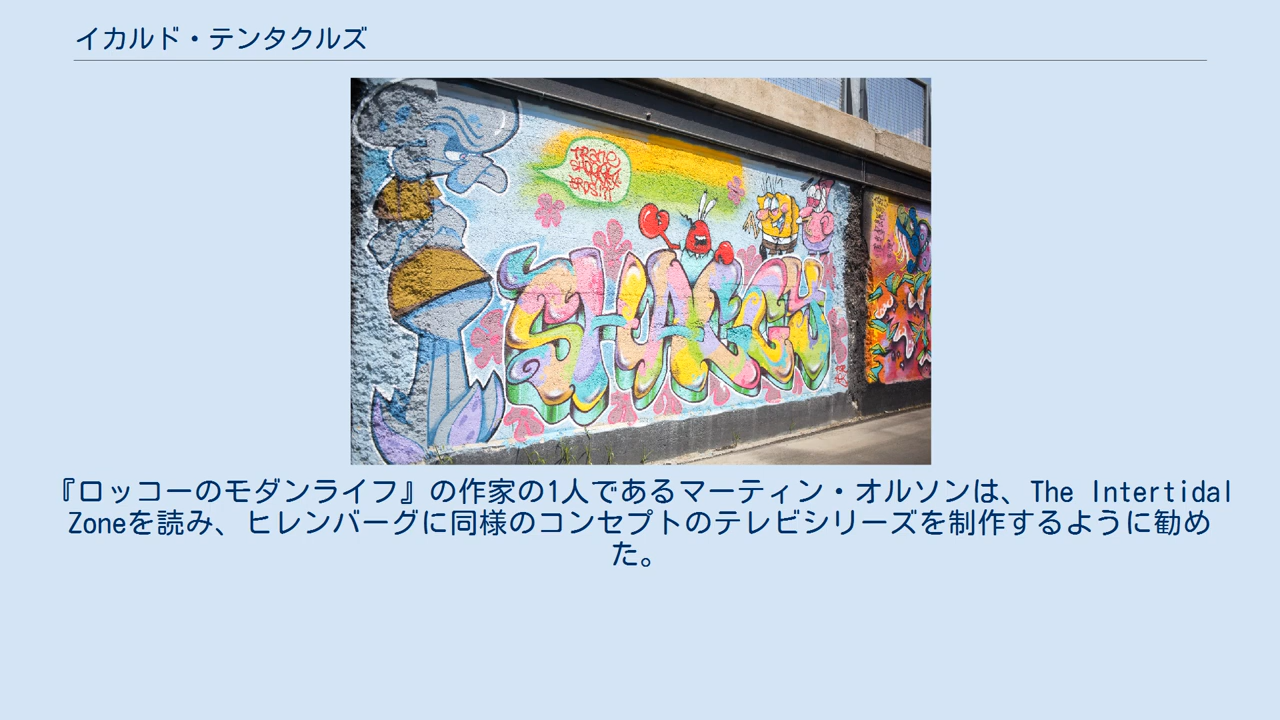 イカルド・テンタクルズ
SHALCY
『ロッコーのモダンライフ』の作家の1人であるマーティン・オルソンは、The Intertidal
Zoneを読み、ヒレンバーグに同様のコンセプトのテレビシリーズを制作するように勧め
た。